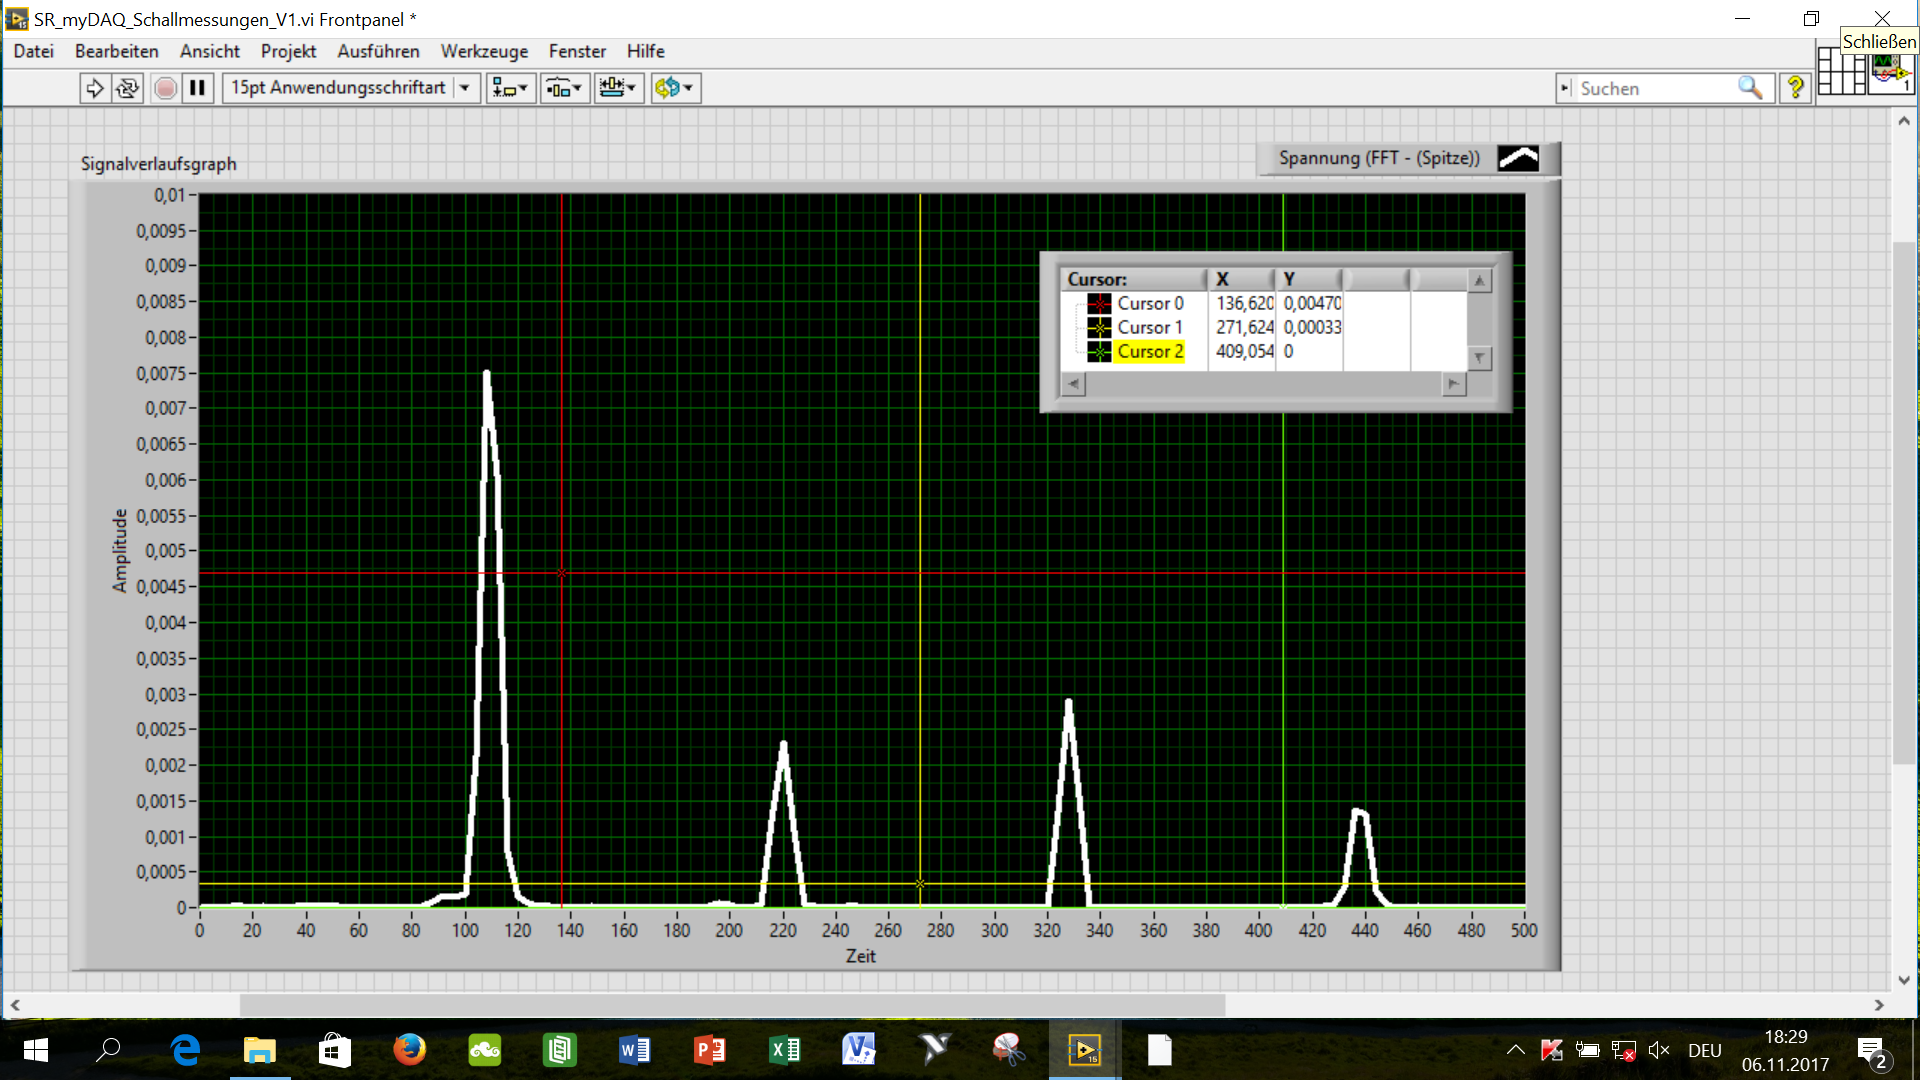 SR_myDAQ_Schallmessungen_V1.vi Frontpanel *
Schließen
Datei Bearbeiten Ansicht Projekt Ausführen Werkzeuge Fenster Hilfe
15pt Anwendungsschriftart
Suchen
?
15
1
Signalverlaufsgraph
Spannung (FFT - (Spitze))
0,01
0,0095
0,009
0,0085
0,008
0,0075
0,007
0,0065
0,006
0,0055
0,005
0,0045
0,004
0,0035
0,003
0,0025
0,002
0,0015
0,001
0,0005
0
Amplitude
Cursor: X Y
Cursor 0 136,620 0,00470
Cursor 1 271,624 0,00033
Cursor 2 409,054 0
0 20 40 60 80 100 120 140 160 180 200 220 240 260 280 300 320 340 360 380 400 420 440 460 480 500
Zeit
DEU
18:29
06.11.2017
2